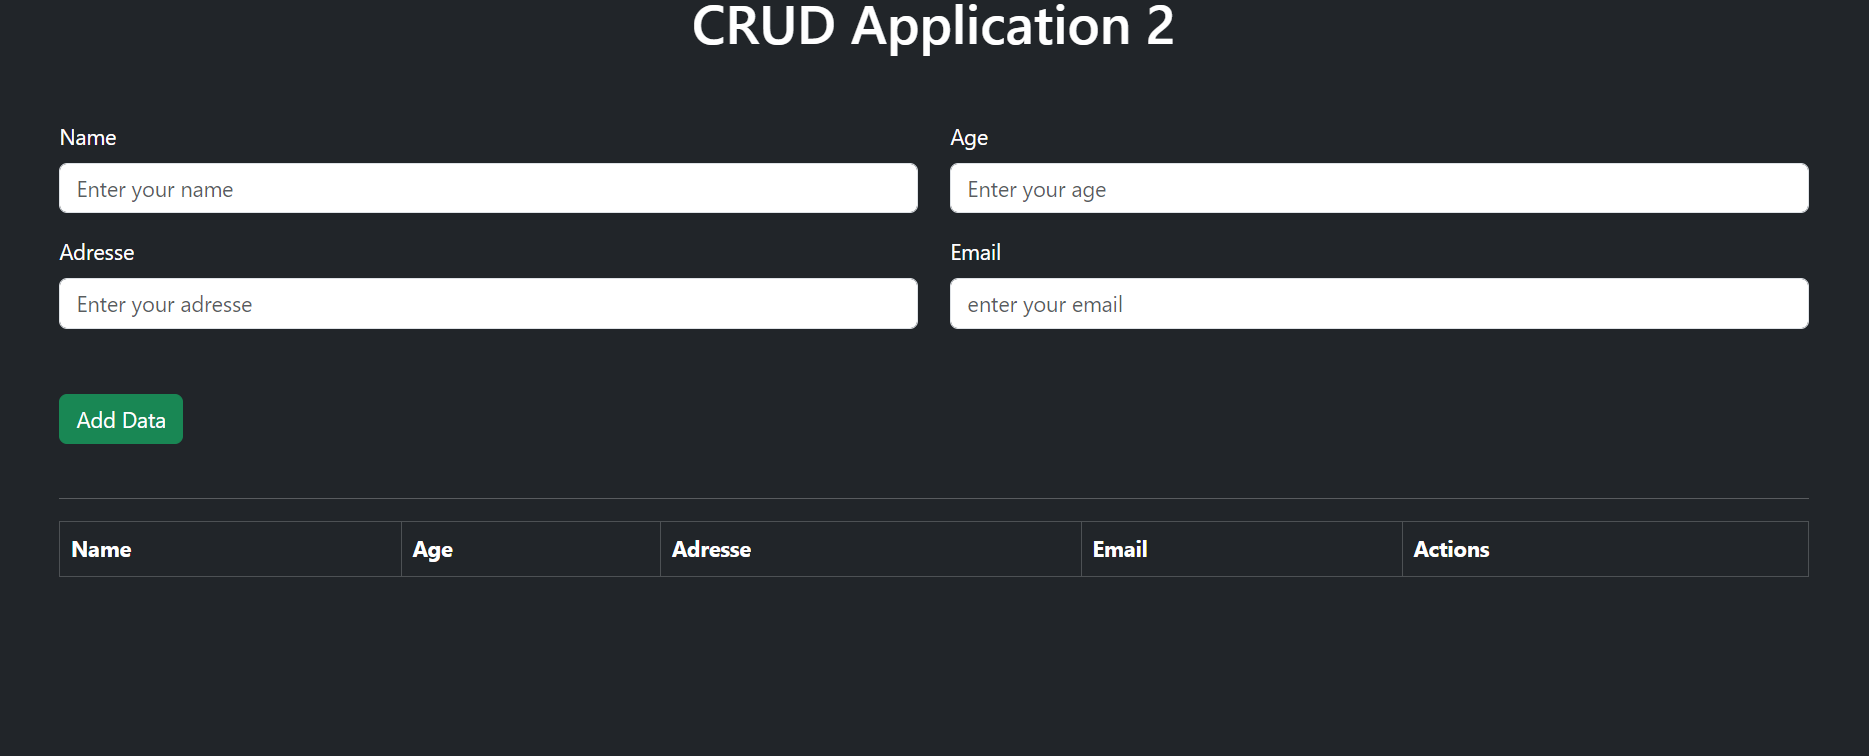 CRUD Application 2
Name
Age
Enter your name
Enter your age
Adresse
Email
Enter your adresse
enter your email
Add Data
Name Age Adresse Email Actions